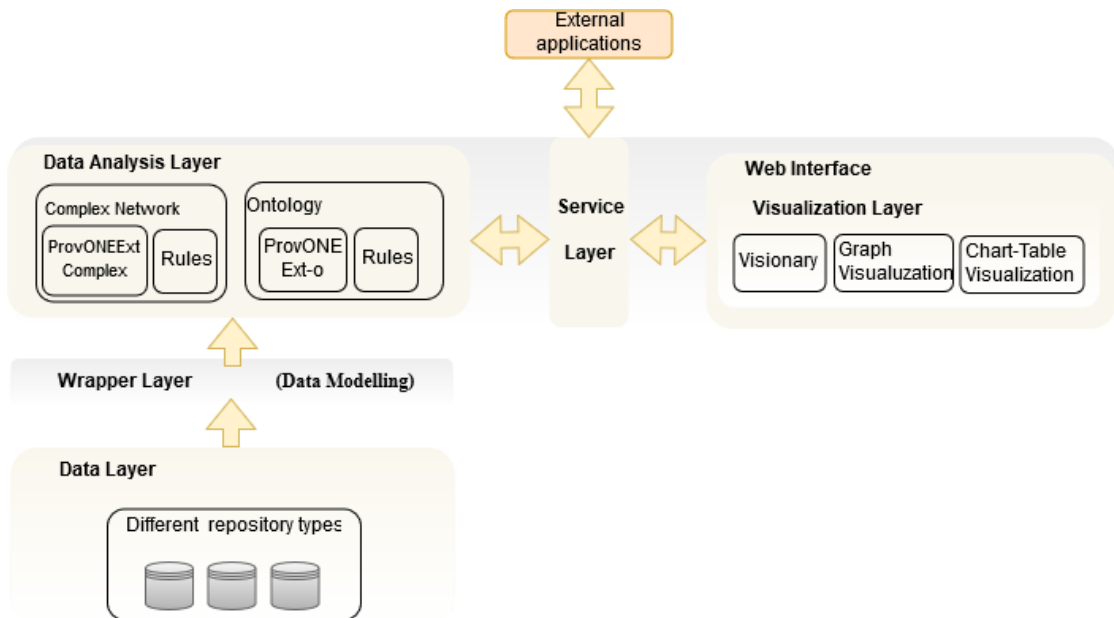 External
applications
Data Analysis Layer
Complex Network
ProvONEExt
Complex
Rules
Ontology
ProvONE
Ext-o
Rules
Service
Layer
Web Interface
Visualization Layer
Visionary
Graph
Visualuzation
Chart-Table
Visualization
Wrapper Layer (Data Modelling)
Data Layer
Different repository types